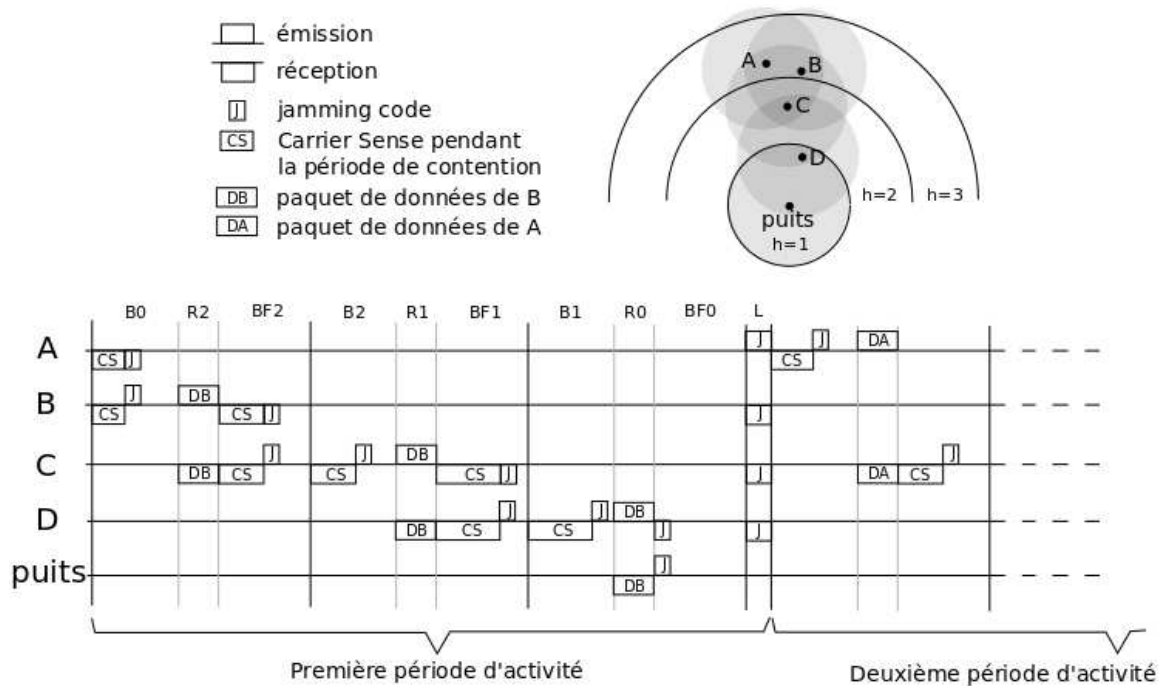 émission
réception
J jamming code
CS Carrier Sense pendant
la période de contention
DB paquet de données de B
DA paquet de données de A
A
B
C
D
puits
h=1
h=2
h=3
B0 R2 BF2 B2 R1 BF1 B1 R0 BF0 L
A
J J DA
CS J CS
B
J DB
CS CS J J
C
J J DB J
DB CS CS CS J J DA CS
D
J J DB
DB CS CS J J
puits
J
DB
Première période d'activité
Deuxième période d'activité